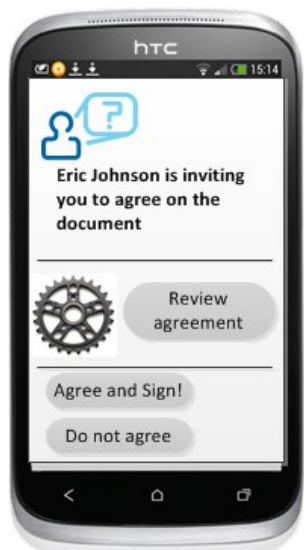 hTC
15:14
?
Eric Johnson is inviting
you to agree on the
document
Review
agreement
Agree and Sign!
Do not agree